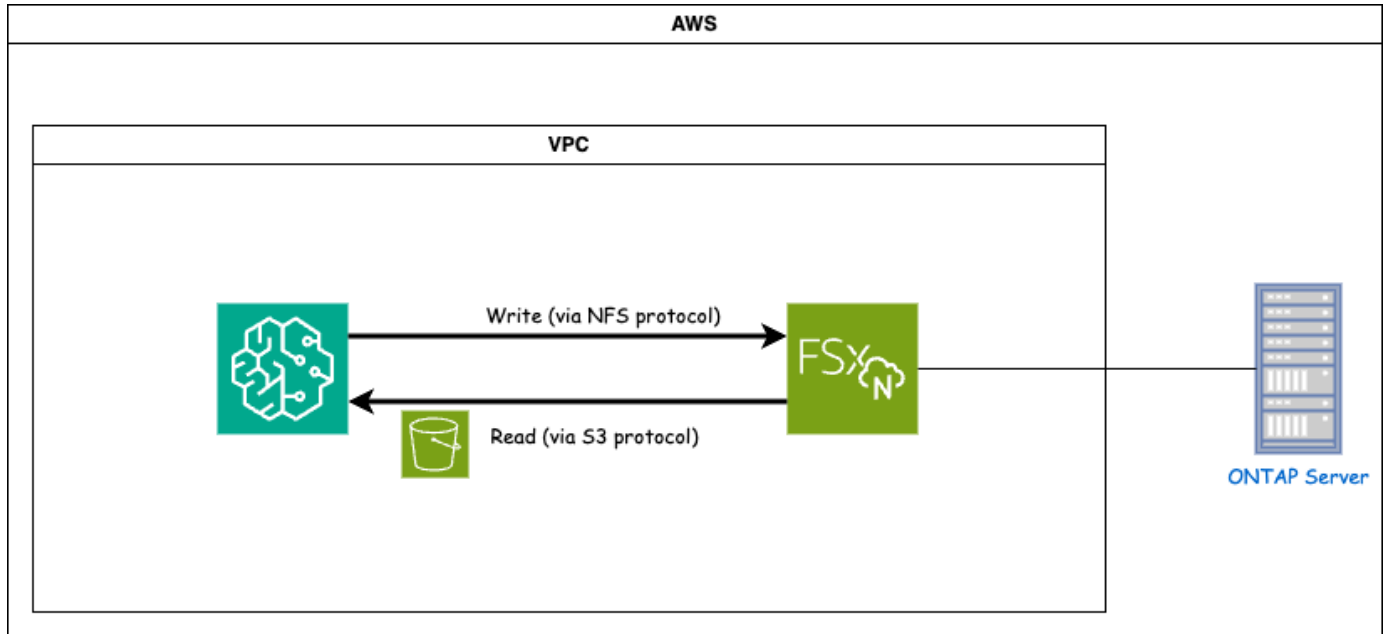 AWS
VPC
Write (via NFS protocol)
FSx
N
Read (via S3 protocol)
ONTAP Server